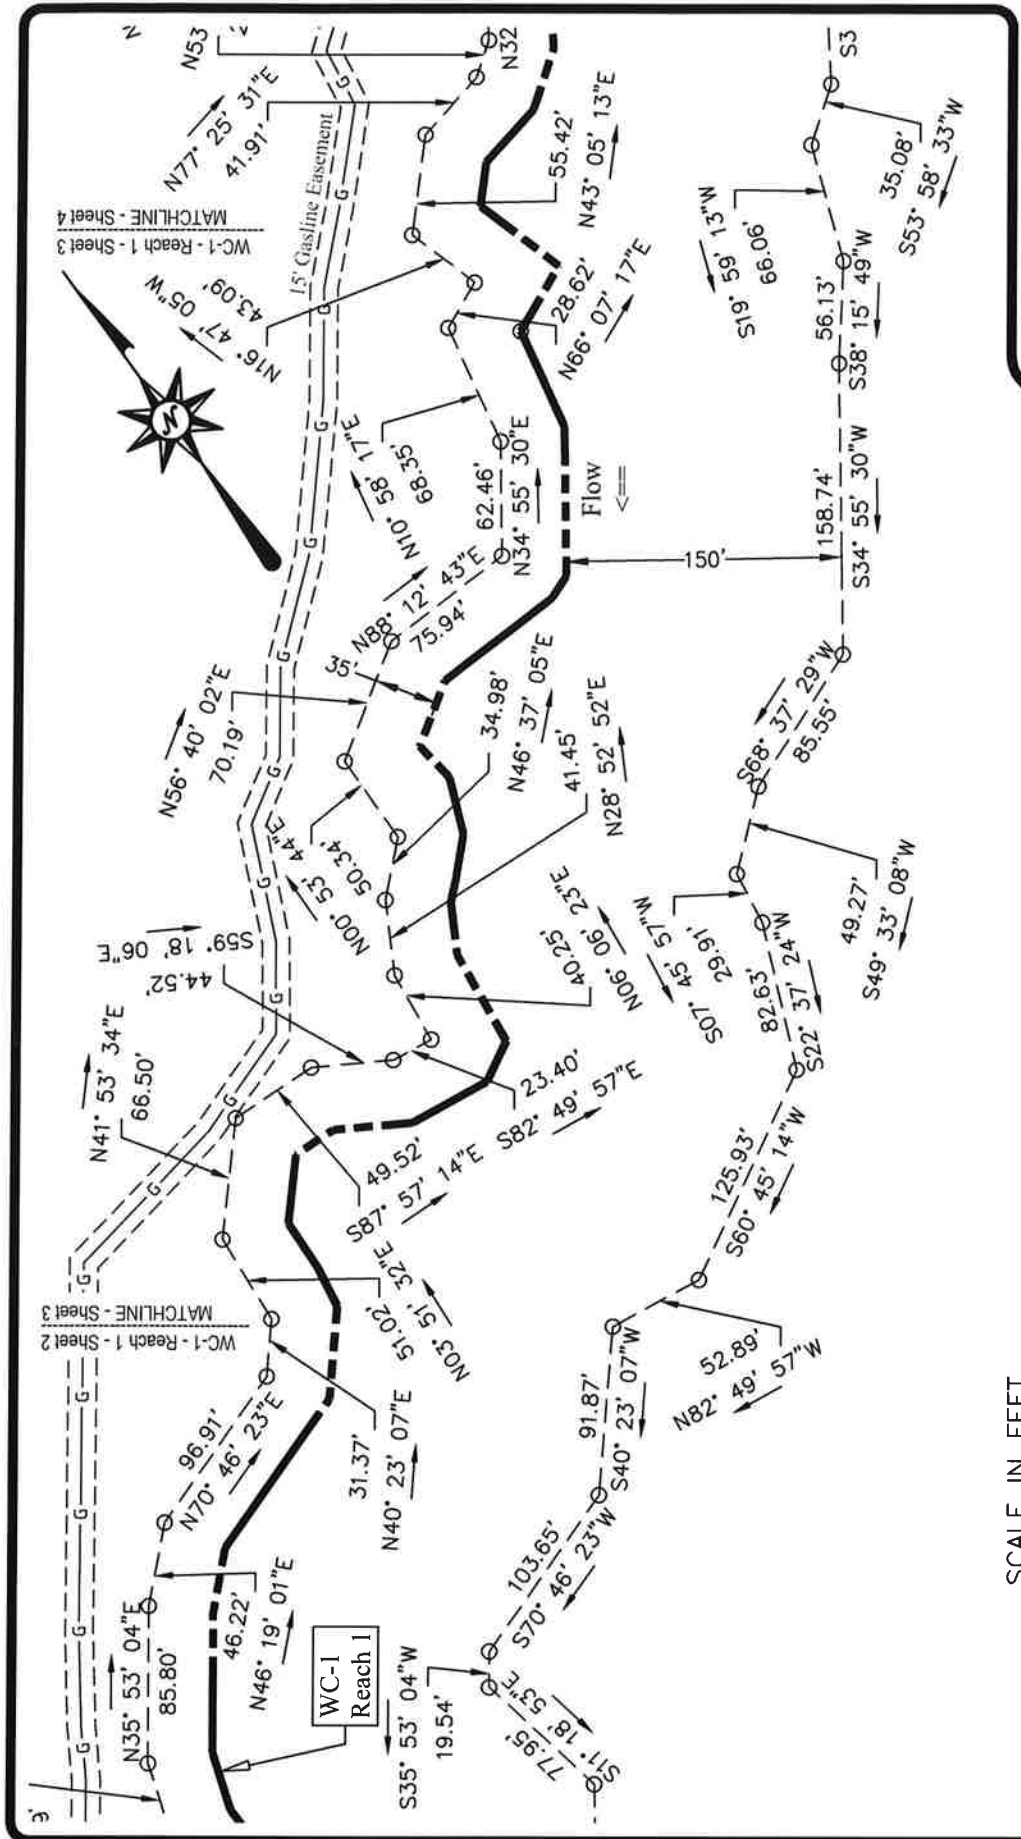 N35° 53' 04"E
85.80'
46.22'
N46° 19' 01"E
N70° 46' 23"E
96.91'
WC-1
Reach 1
S35° 53' 04"W
19.54'
77.95'
S11° 18' 53"E
WC-1 - Reach 1 - Sheet 2
MATCHLINE - Sheet 3
31.37'
N40° 23' 07"E
51.02'
N03° 51' 32"E
N41° 53' 34"E
66.50'
49.52'
S87° 57' 14"E
S59° 18' 06"E
44.52'
23.40'
S82° 49' 57"E
40.25'
N06° 06' 23"E
41.45'
N28° 52' 52"E
34.98'
N46° 37' 05"E
N00° 53' 44"E
50.34'
N56° 40' 02"E
70.19'
35'
N88° 12' 43"E
75.94'
62.46'
N34° 55' 30"E
N10° 58' 17"E
68.35'
28.62'
N66° 07' 17"E
N16° 47' 05"W
43.09'
WC-1 - Reach 1 - Sheet 3
MATCHLINE - Sheet 4
15' Gasline Easement
55.42'
N43° 05' 13"E
N77° 25' 31"E
41.91'
N53
N32
G G G G G G G G G G G G G G
N
Flow
<==
150'
103.65'
S70° 46' 23"W
91.87'
S40° 23' 07"W
52.89'
N82° 49' 57"W
125.93'
S60° 45' 14"W
82.63'
S22° 37' 24"W
S07° 45' 57"W
29.91'
49.27'
S49° 33' 08"W
S68° 37' 29"W
85.55'
158.74'
S34° 55' 30"W
56.13'
S38° 15' 49"W
S19° 59' 13"W
66.06'
35.08'
S53° 58' 33"W
S3
SCALE IN FEET